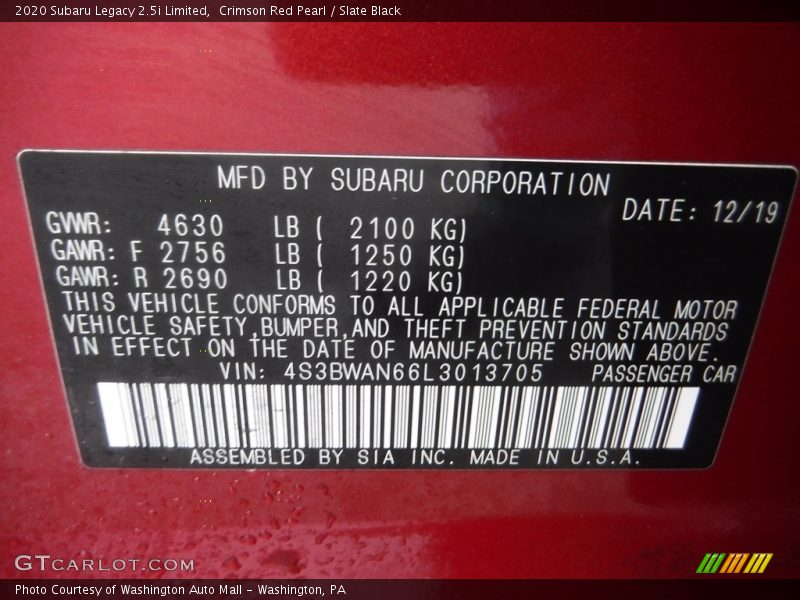 2020 Subaru Legacy 2.5i Limited,  Crimson Red Pearl / Slate Black
MFD BY SUBARU CORPORATION
DATE: 12/19
GVWR: 4630 LB ( 2100 KG)
GAWR: F 2756 LB ( 1250 KG)
GAWR: R 2690 LB ( 1220 KG)
THIS VEHICLE CONFORMS TO ALL APPLICABLE FEDERAL MOTOR
VEHICLE SAFETY,BUMPER,AND THEFT PREVENTION STANDARDS
IN EFFECT ON THE DATE OF MANUFACTURE SHOWN ABOVE.
VIN: 4S3BWAN66L3013705 PASSENGER CAR
ASSEMBLED BY SIA INC. MADE IN U.S.A.
GTCARLOT.COM
Photo Courtesy of Washington Auto Mall - Washington, PA